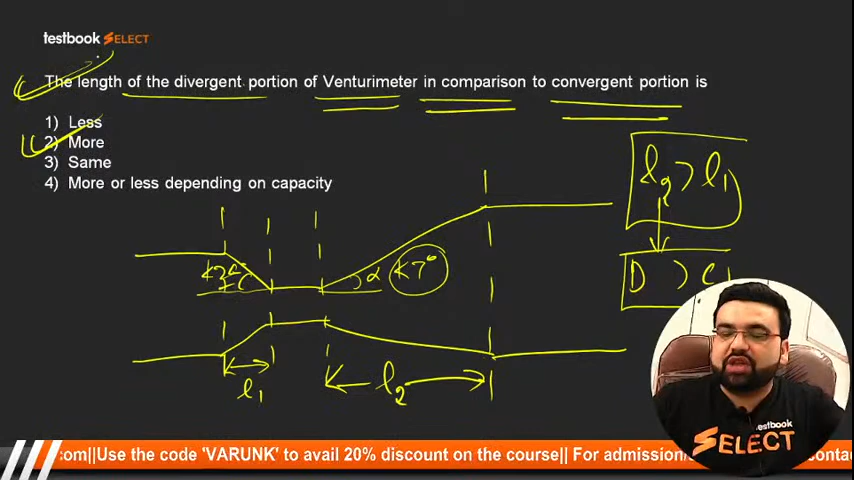 testbook SELECT
The length of the divergent portion of Venturimeter in comparison to convergent portion is
1) Less
2) More
3) Same
4) More or less depending on capacity
l₂ > l₁
D > C
α <7°
l₁
l₂
testbook
SELECT
.com||Use the code 'VARUNK' to avail 20% discount on the course|| For admission/